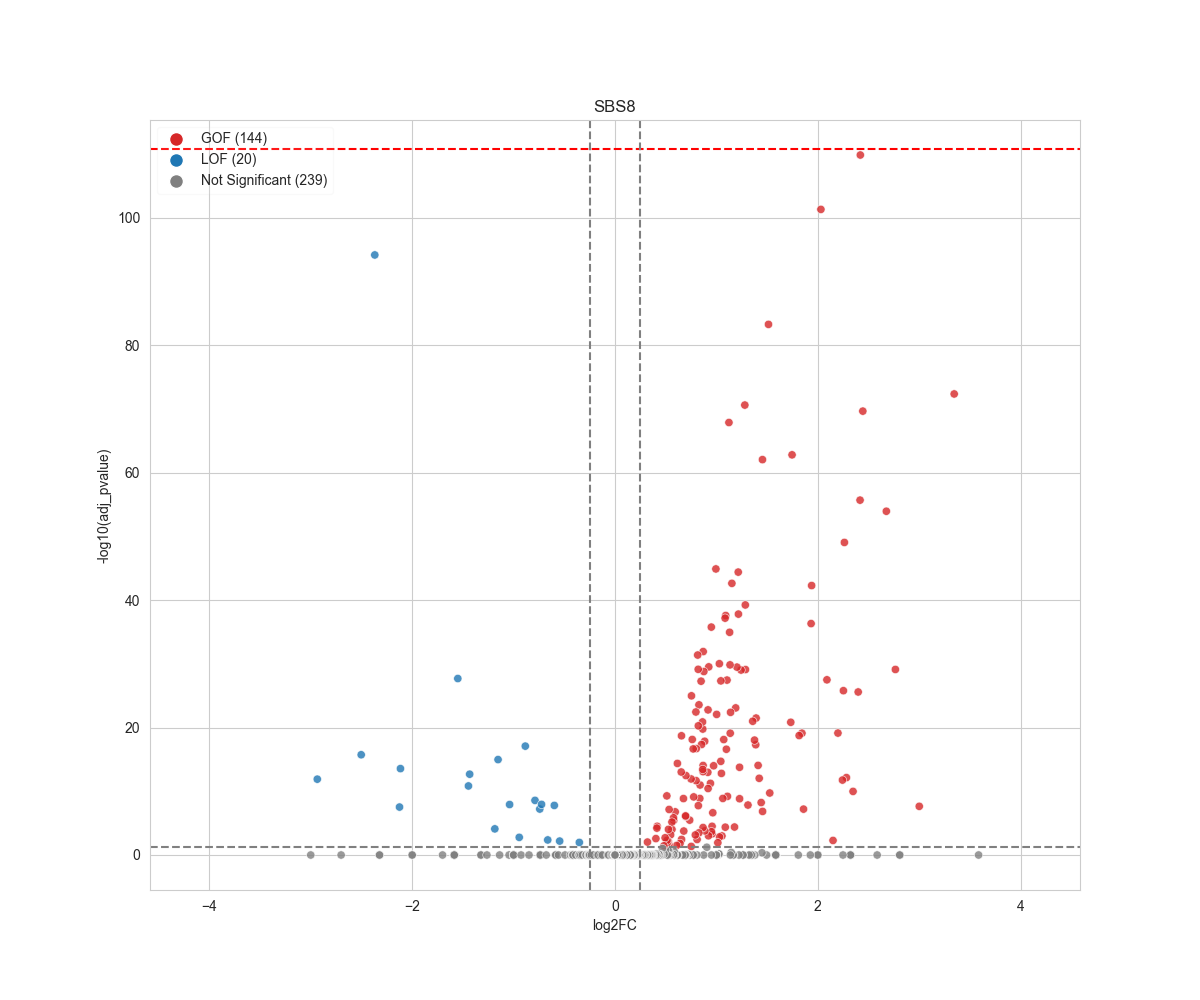 SBS8
GOF (144)
LOF (20)
Not Significant (239)
100
80
60
40
20
0
-log10(adj_pvalue)
−4
−2
0
2
4
log2FC